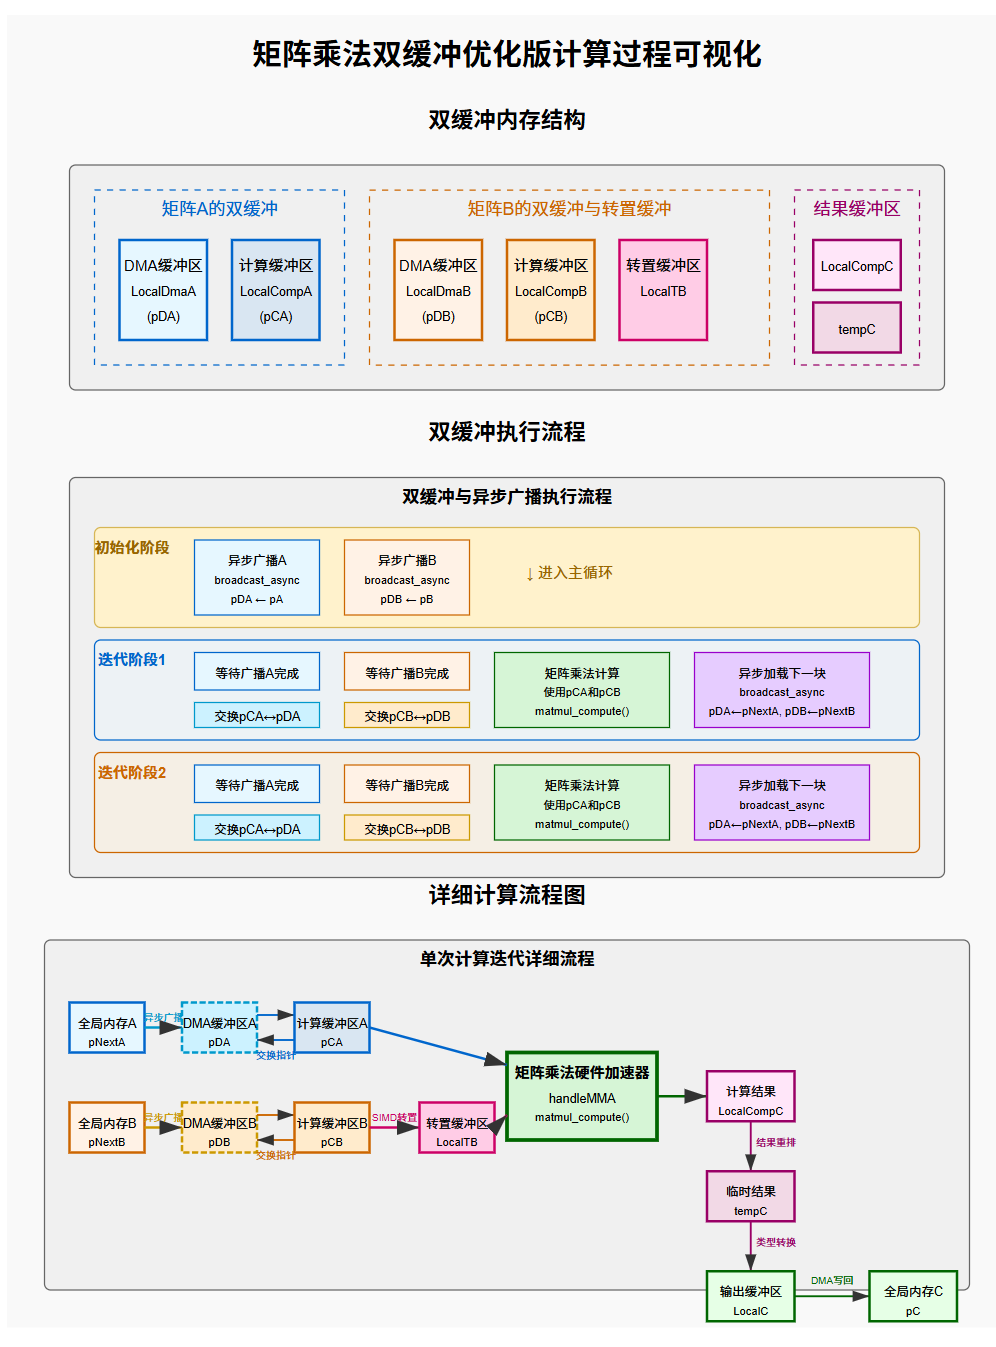 矩阵乘法双缓冲优化版计算过程可视化
双缓冲内存结构
矩阵A的双缓冲
DMA缓冲区
LocalDmaA
(pDA)
计算缓冲区
LocalCompA
(pCA)
矩阵B的双缓冲与转置缓冲
DMA缓冲区
LocalDmaB
(pDB)
计算缓冲区
LocalCompB
(pCB)
转置缓冲区
LocalTB
结果缓冲区
LocalCompC
tempC
双缓冲执行流程
双缓冲与异步广播执行流程
初始化阶段
异步广播A
broadcast_async
pDA ← pA
异步广播B
broadcast_async
pDB ← pB
↓ 进入主循环
迭代阶段1
等待广播A完成
交换pCA↔pDA
等待广播B完成
交换pCB↔pDB
矩阵乘法计算
使用pCA和pCB
matmul_compute()
异步加载下一块
broadcast_async
pDA←pNextA, pDB←pNextB
迭代阶段2
等待广播A完成
交换pCA↔pDA
等待广播B完成
交换pCB↔pDB
矩阵乘法计算
使用pCA和pCB
matmul_compute()
异步加载下一块
broadcast_async
pDA←pNextA, pDB←pNextB
详细计算流程图
单次计算迭代详细流程
全局内存A
pNextA
异步广播
DMA缓冲区A
pDA
交换指针
计算缓冲区A
pCA
全局内存B
pNextB
异步广播
DMA缓冲区B
pDB
交换指针
计算缓冲区B
pCB
SIMD转置
转置缓冲区
LocalTB
矩阵乘法硬件加速器
handleMMA
matmul_compute()
计算结果
LocalCompC
结果重排
临时结果
tempC
类型转换
输出缓冲区
LocalC
DMA写回
全局内存C
pC